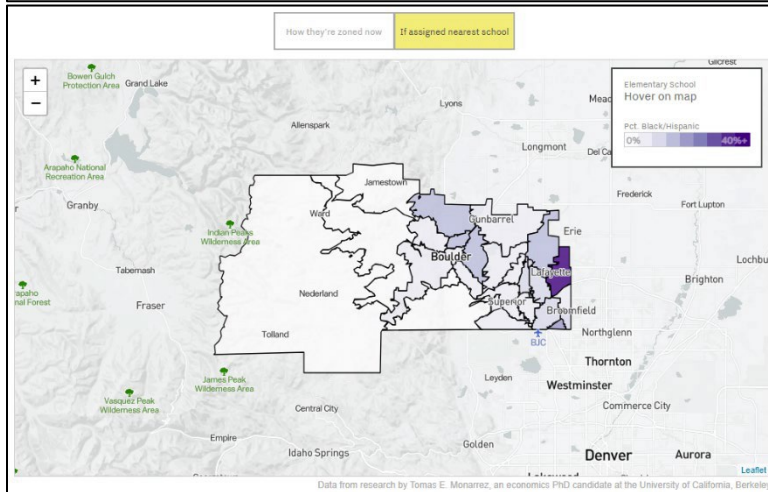 How they're zoned now
If assigned nearest school
+
−
Elementary School
Hover on map
Pct. Black/Hispanic
0%
40%+
Gilcrest
Bowen Gulch
Protection Area
Grand Lake
Lyons
Allenspark
Longmont
Arapaho National
Recreation Area
Jamestown
Frederick
Fort Lupton
Granby
Ward
Gunbarrel
Erie
Indian Peaks
Wilderness Area
Boulder
Tabernash
Lafayette
Brighton
Nederland
Superior
Fraser
Broomfield
Tolland
BJC
Northglenn
James Peak
Wilderness Area
Leyden
Thornton
Westminster
Vasquez Peak
Wilderness Area
Central City
Commerce City
Empire
Golden
Idaho Springs
Denver
Aurora
Leaflet
Data from research by Tomas E. Monarrez, an economics PhD candidate at the University of California, Berkeley